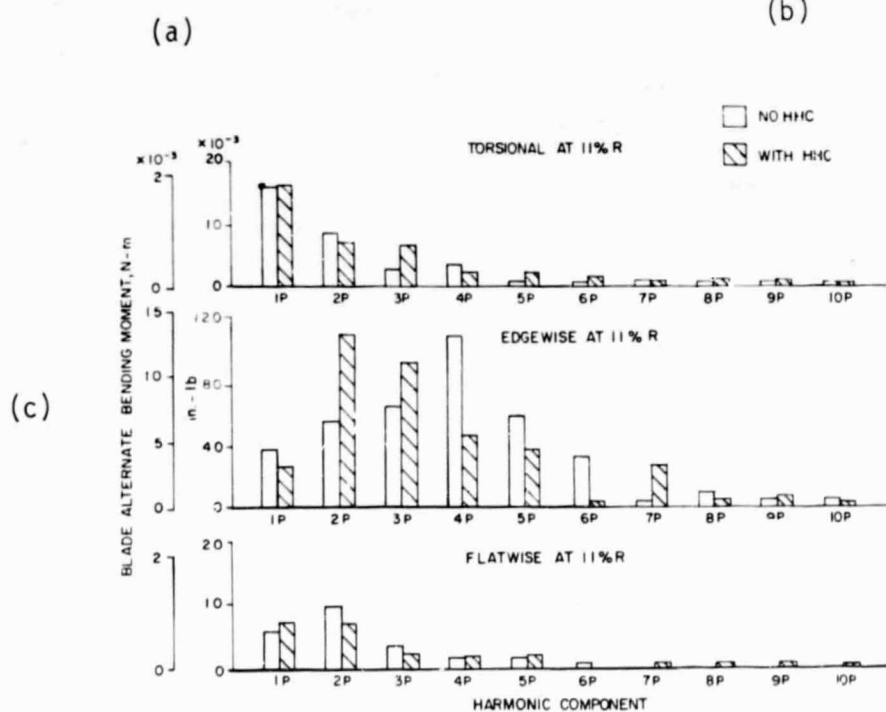 (a)
(b)
NO HHC
WITH HHC
× 10⁻³
× 10⁻³
TORSIONAL AT 11% R
2
0
20
10
0
1P 2P 3P 4P 5P 6P 7P 8P 9P 10P
(c)
BLADE ALTERNATE BENDING MOMENT, N-m
in.-lb
EDGEWISE AT 11% R
15
10
5
0
120
80
40
0
1P 2P 3P 4P 5P 6P 7P 8P 9P 10P
FLATWISE AT 11% R
2
0
20
10
0
1P 2P 3P 4P 5P 6P 7P 8P 9P 10P
HARMONIC COMPONENT